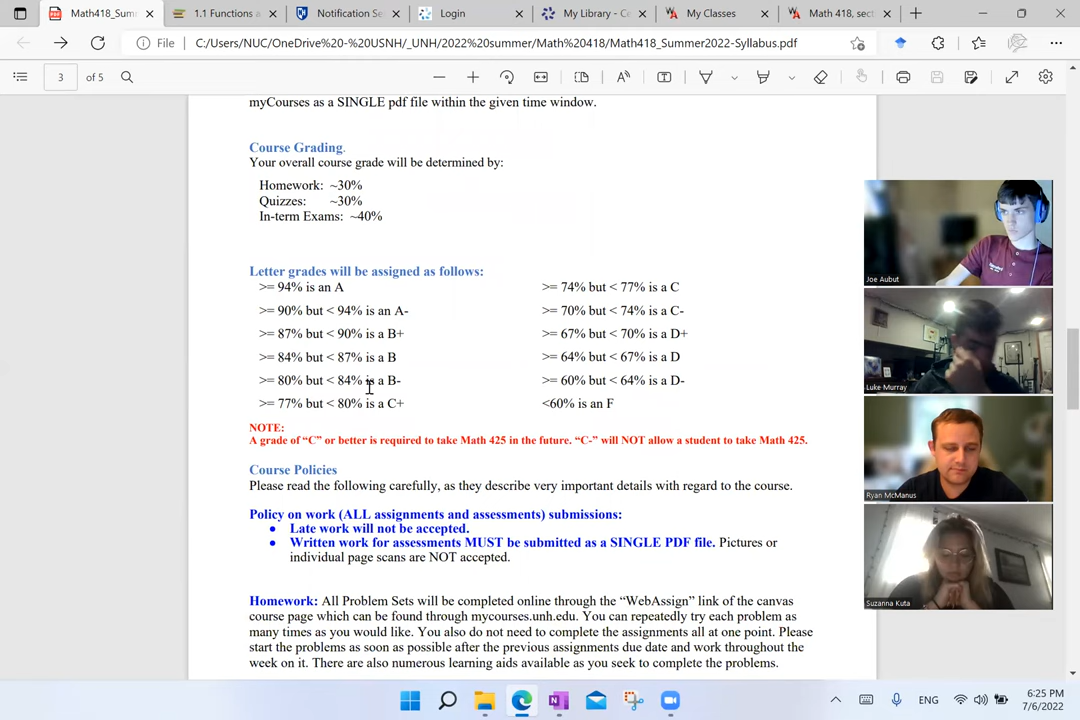 Math418_Summ
1.1 Functions a
Notification Se
Login
My Library - Ce
My Classes
Math 418, sect
File
C:/Users/NUC/OneDrive%20-%20USNH/_UNH/2022%20summer/Math%20418/Math418_Summer2022-Syllabus.pdf
3 of 5
myCourses as a SINGLE pdf file within the given time window.
Course Grading.
Your overall course grade will be determined by:
Homework: ~30%
Quizzes: ~30%
In-term Exams: ~40%
Letter grades will be assigned as follows:
>= 94% is an A
>= 74% but < 77% is a C
>= 90% but < 94% is an A-
>= 70% but < 74% is a C-
>= 87% but < 90% is a B+
>= 67% but < 70% is a D+
>= 84% but < 87% is a B
>= 64% but < 67% is a D
>= 80% but < 84% is a B-
>= 60% but < 64% is a D-
>= 77% but < 80% is a C+
<60% is an F
NOTE:
A grade of “C” or better is required to take Math 425 in the future. “C-” will NOT allow a student to take Math 425.
Course Policies
Please read the following carefully, as they describe very important details with regard to the course.
Policy on work (ALL assignments and assessments) submissions:
• Late work will not be accepted.
• Written work for assessments MUST be submitted as a SINGLE PDF file. Pictures or
individual page scans are NOT accepted.
Homework: All Problem Sets will be completed online through the “WebAssign” link of the canvas
course page which can be found through mycourses.unh.edu. You can repeatedly try each problem as
many times as you would like. You also do not need to complete the assignments all at one point. Please
start the problems as soon as possible after the previous assignments due date and work throughout the
week on it. There are also numerous learning aids available as you seek to complete the problems.
Joe Aubut
Luke Murray
Ryan McManus
Suzanna Kuta
ENG
6:25 PM
7/6/2022